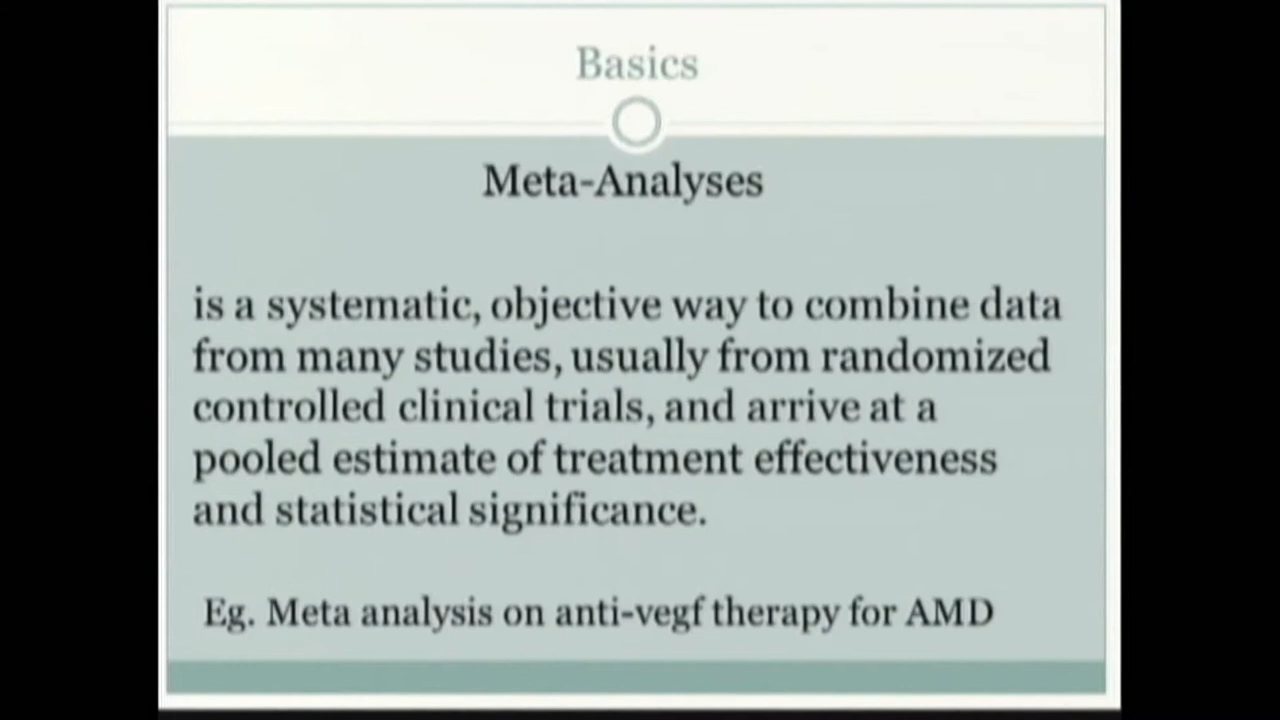 Basics
Meta-Analyses
is a systematic, objective way to combine data
from many studies, usually from randomized
controlled clinical trials, and arrive at a
pooled estimate of treatment effectiveness
and statistical significance.
Eg. Meta analysis on anti-vegf therapy for AMD